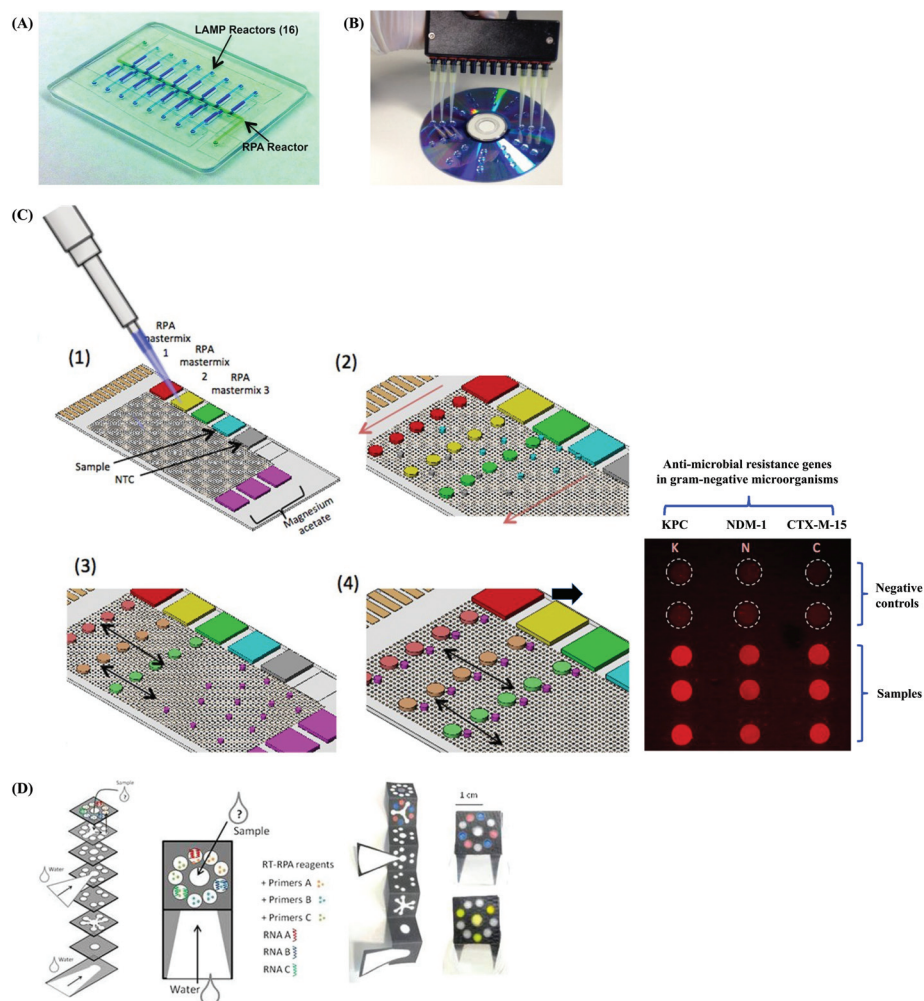 (A)
LAMP Reactors (16)
RPA Reactor
(B)
(C)
(1)
RPA
mastermix
1
RPA
mastermix
2
RPA
mastermix 3
Sample
NTC
Magnesium
acetate
(2)
(3)
(4)
Anti-microbial resistance genes
in gram-negative microorganisms
KPC NDM-1 CTX-M-15
K N C
Negative
controls
Samples
(D)
Sample
?
Water
Water
?
Sample
Water
RT-RPA reagents
+ Primers A
+ Primers B
+ Primers C
RNA A
RNA B
RNA C
1 cm